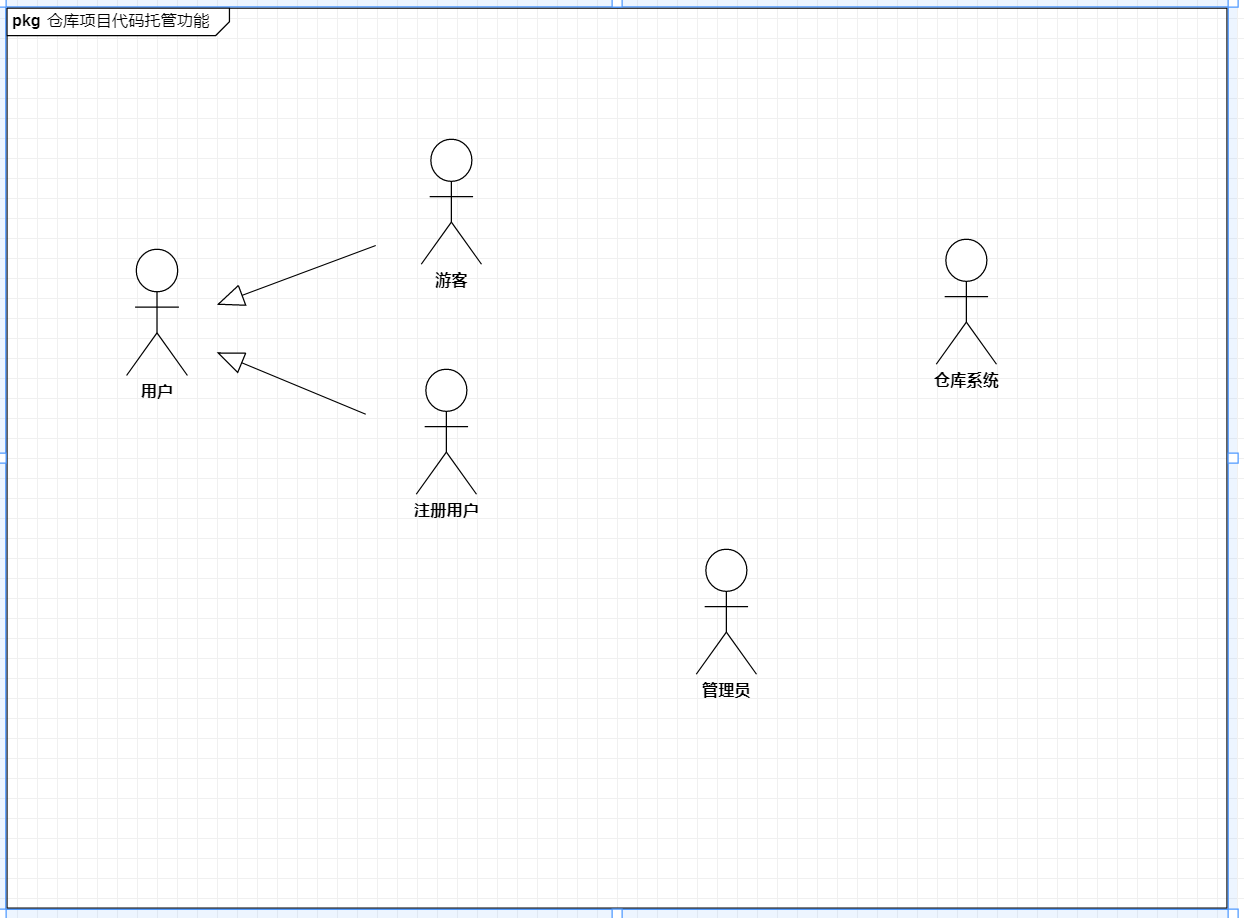 pkg 仓库项目代码托管功能
游客
用户
仓库系统
注册用户
管理员